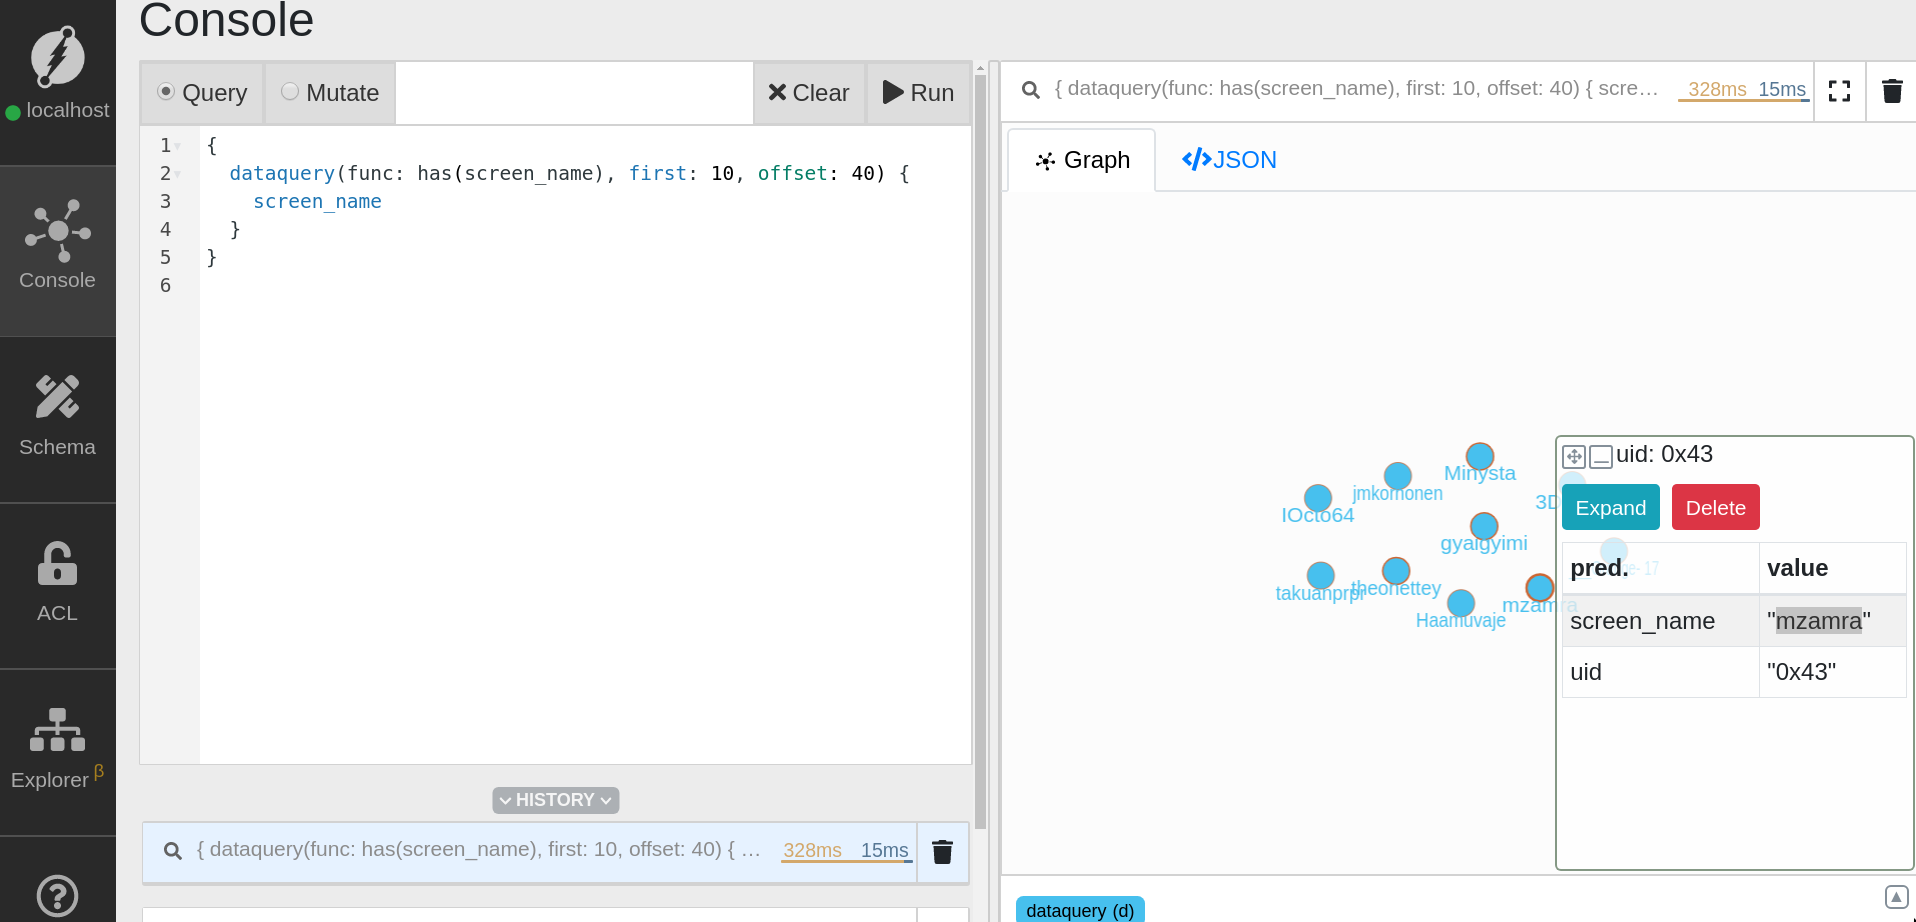 Console
localhost
Console
Schema
ACL
Explorer β
Query
Mutate
Clear
Run
1 {
2 dataquery(func: has(screen_name), first: 10, offset: 40) {
3 screen_name
4 }
5 }
6
HISTORY
{ dataquery(func: has(screen_name), first: 10, offset: 40) { … 328ms 15ms
{ dataquery(func: has(screen_name), first: 10, offset: 40) { scre… 328ms 15ms
Graph
</>JSON
Minysta
jmkorhonen
IOcto64
3D
gyalgyimi
theonettey
takuanprpr
Haamuvaje
mzamra
17
uid: 0x43
Expand
Delete
pred. value
screen_name "mzamra"
uid "0x43"
dataquery (d)